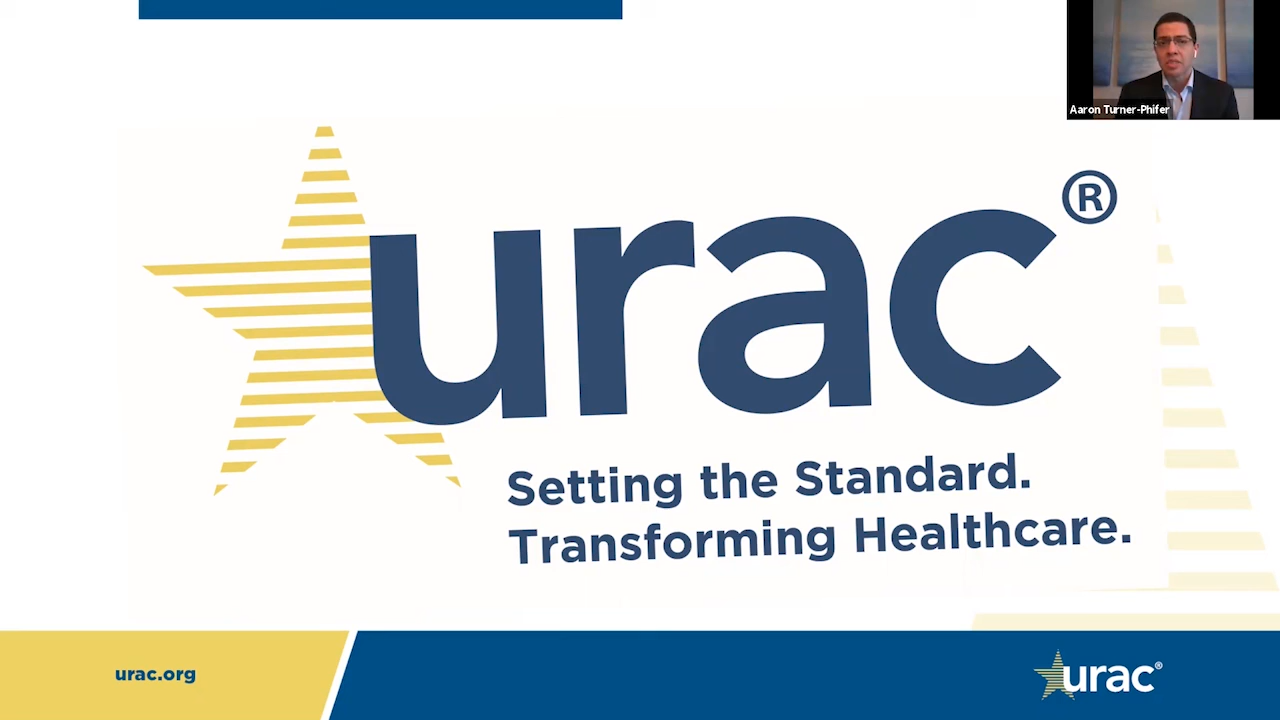 Aaron Turner-Phifer
urac®
Setting the Standard.
Transforming Healthcare.
urac.org
urac®